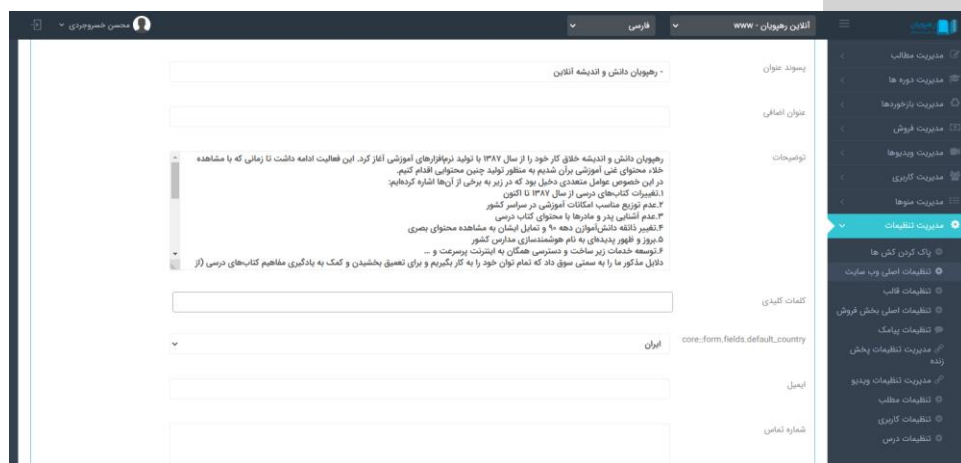 رهپویان
آنلاین رهپویان - www
فارسی
محسن خسروجردی
مدیریت مطالب
مدیریت دوره ها
مدیریت بازخوردها
مدیریت فروش
مدیریت ویدیوها
مدیریت کاربری
مدیریت منوها
مدیریت تنظیمات
پاک کردن کش ها
تنظیمات اصلی وب سایت
تنظیمات قالب
تنظیمات اصلی بخش فروش
تنظیمات پیامک
مدیریت تنظیمات پخش
زنده
مدیریت تنظیمات ویدیو
تنظیمات مطلب
تنظیمات کاربری
تنظیمات درس
پسوند عنوان
- رهپویان دانش و اندیشه آنلاین
عنوان اضافی
توضیحات
رهپویان دانش و اندیشه خلاق کار خود را از سال ۱۳۸۷ با تولید نرم‌افزارهای آموزشی آغاز کرد. این فعالیت ادامه داشت تا زمانی که با مشاهده
خلاء محتوای غنی آموزشی برآن شدیم به منظور تولید چنین محتوایی اقدام کنیم.
در این خصوص عوامل متعددی دخیل بود که در زیر به برخی از آن‌ها اشاره کرده‌ایم:
۱.تغییرات کتاب‌های درسی از سال ۱۳۸۷ تا اکنون
۲.عدم توزیع مناسب امکانات آموزشی در سراسر کشور
۳.عدم آشنایی پدر و مادرها با محتوای کتاب درسی
۴.تغییر ذائقه دانش‌آموازن دهه ۹۰ و تمایل ایشان به مشاهده محتوای بصری
۵.بروز و ظهور پدیده‌ای به نام هوشمندسازی مدارس کشور
۶.توسعه خدمات زیر ساخت و دسترسی همگان به اینترنت پرسرعت و ...
دلایل مذکور ما را به سمتی سوق داد که تمام توان خود را به کار بگیریم و برای تعمیق بخشیدن و کمک به یادگیری مفاهیم کتاب‌های درسی (از
کلمات کلیدی
core::form.fields.default_country
ایران
ایمیل
شماره تماس